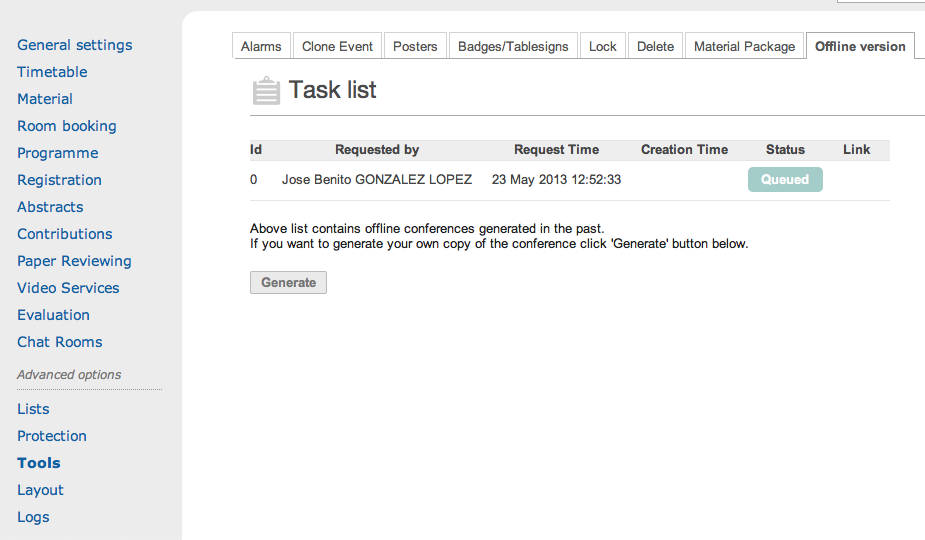 General settings
Timetable
Material
Room booking
Programme
Registration
Abstracts
Contributions
Paper Reviewing
Video Services
Evaluation
Chat Rooms
Advanced options
Lists
Protection
Tools
Layout
Logs
Alarms Clone Event Posters Badges/Tablesigns Lock Delete Material Package Offline version
Task list
Id Requested by Request Time Creation Time Status Link
0 Jose Benito GONZALEZ LOPEZ 23 May 2013 12:52:33 Queued
Above list contains offline conferences generated in the past.
If you want to generate your own copy of the conference click 'Generate' button below.
Generate